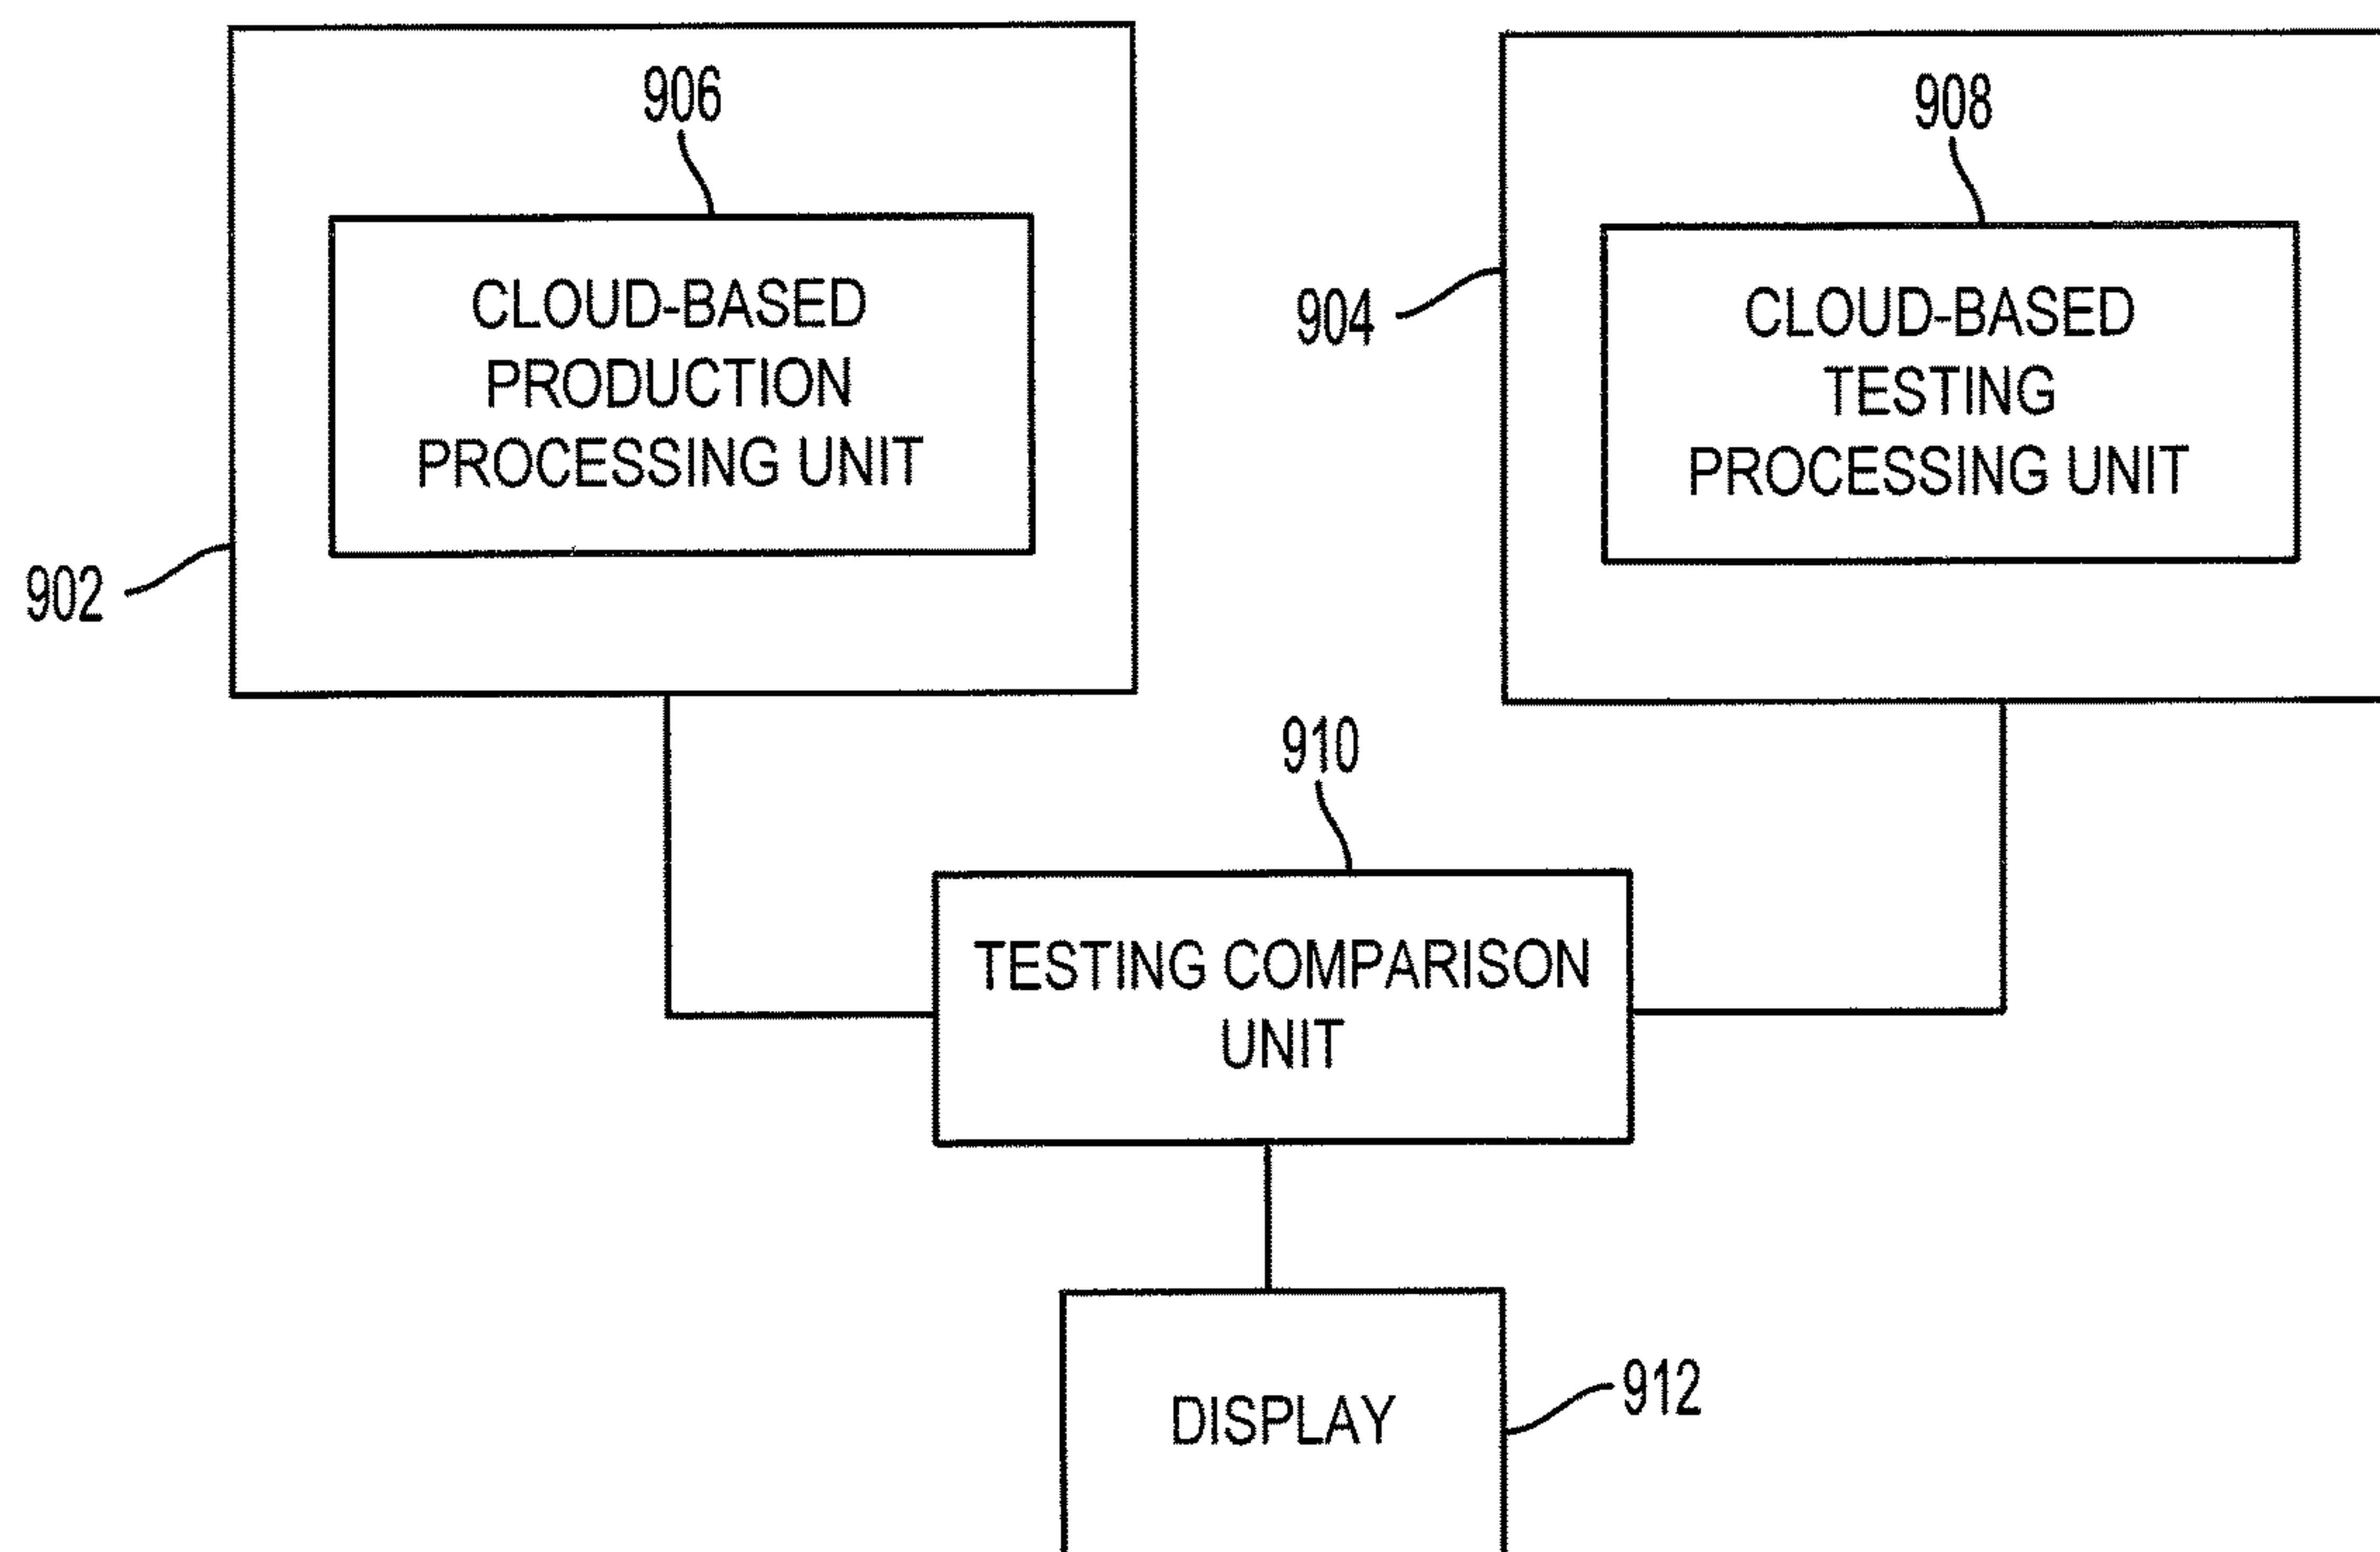 906
CLOUD-BASED
PRODUCTION
PROCESSING UNIT
902
908
CLOUD-BASED
TESTING
PROCESSING UNIT
904
910
TESTING COMPARISON
UNIT
DISPLAY
912